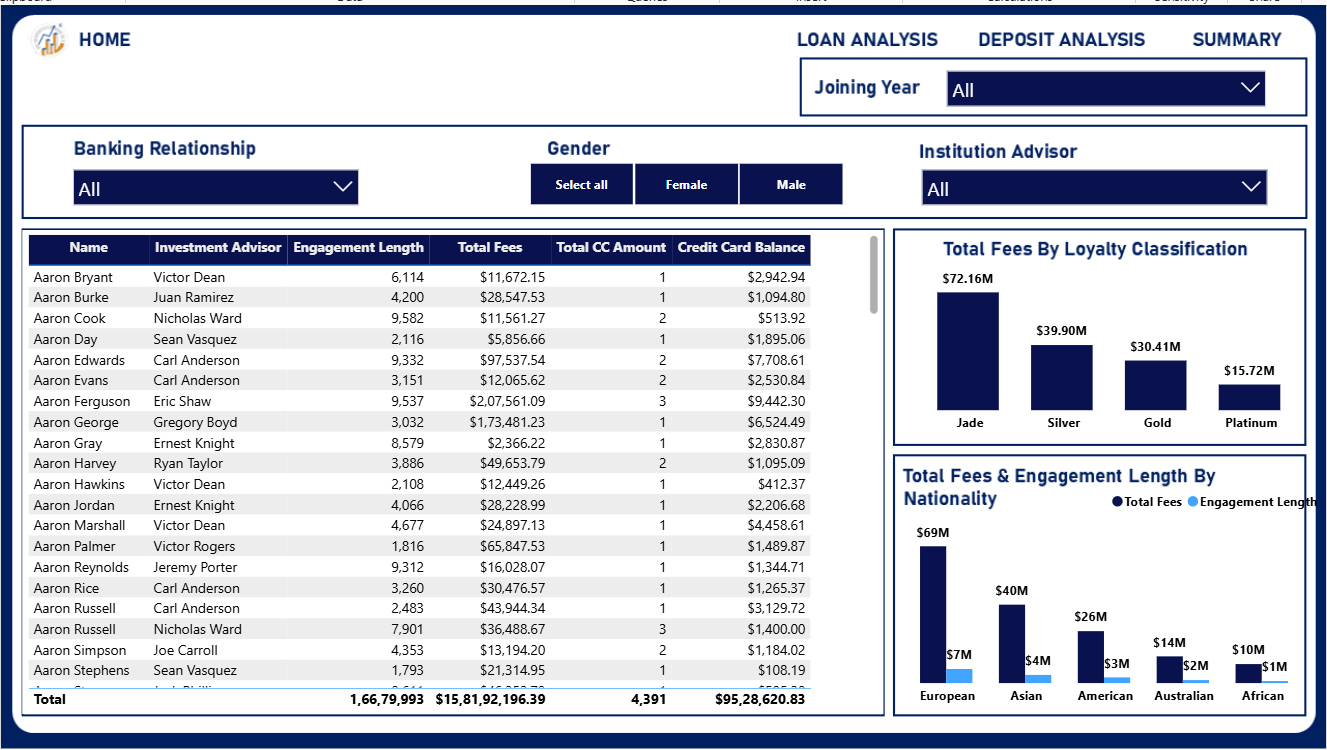 Data
HOME
LOAN ANALYSIS DEPOSIT ANALYSIS SUMMARY
Joining Year All
Banking Relationship
All
Gender
Select all Female Male
Institution Advisor
All
Name Investment Advisor Engagement Length Total Fees Total CC Amount Credit Card Balance
Aaron Bryant Victor Dean 6,114 $11,672.15 1 $2,942.94
Aaron Burke Juan Ramirez 4,200 $28,547.53 1 $1,094.80
Aaron Cook Nicholas Ward 9,582 $11,561.27 2 $513.92
Aaron Day Sean Vasquez 2,116 $5,856.66 1 $1,895.06
Aaron Edwards Carl Anderson 9,332 $97,537.54 2 $7,708.61
Aaron Evans Carl Anderson 3,151 $12,065.62 2 $2,530.84
Aaron Ferguson Eric Shaw 9,537 $2,07,561.09 3 $9,442.30
Aaron George Gregory Boyd 3,032 $1,73,481.23 1 $6,524.49
Aaron Gray Ernest Knight 8,579 $2,366.22 1 $2,830.87
Aaron Harvey Ryan Taylor 3,886 $49,653.79 2 $1,095.09
Aaron Hawkins Victor Dean 2,108 $12,449.26 1 $412.37
Aaron Jordan Ernest Knight 4,066 $28,228.99 1 $2,206.68
Aaron Marshall Victor Dean 4,677 $24,897.13 1 $4,458.61
Aaron Palmer Victor Rogers 1,816 $65,847.53 1 $1,489.87
Aaron Reynolds Jeremy Porter 9,312 $16,028.07 1 $1,344.71
Aaron Rice Carl Anderson 3,260 $30,476.57 1 $1,265.37
Aaron Russell Carl Anderson 2,483 $43,944.34 1 $3,129.72
Aaron Russell Nicholas Ward 7,901 $36,488.67 3 $1,400.00
Aaron Simpson Joe Carroll 4,353 $13,194.20 2 $1,184.02
Aaron Stephens Sean Vasquez 1,793 $21,314.95 1 $108.19
Total 1,66,79,993 $15,81,92,196.39 4,391 $95,28,620.83
Total Fees By Loyalty Classification
$72.16M
$39.90M
$30.41M
$15.72M
Jade Silver Gold Platinum
Total Fees & Engagement Length By
Nationality
Total Fees Engagement Length
$69M
$40M
$26M
$14M
$10M
$7M
$4M
$3M
$2M
$1M
European Asian American Australian African